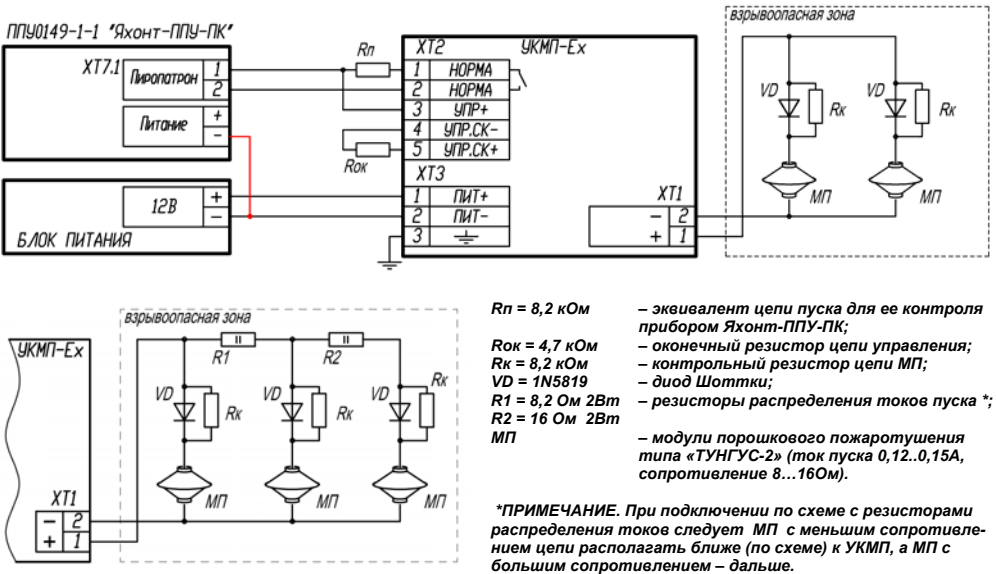 ППУ0149-1-1 "Яхонт-ППУ-ПК"
XT7.1
Пиропатрон
1
2
Питание
+
−
12В
+
−
БЛОК ПИТАНИЯ
Rп
Rок
XT2
УКМП-Ех
1 НОРМА
2 НОРМА
3 УПР+
4 УПР.СК-
5 УПР.СК+
XT3
1 ПИТ+
2 ПИТ-
3
XT1
− 2
+ 1
взрывоопасная зона
VD
Rк
VD
Rк
МП
МП
взрывоопасная зона
УКМП-Ех
R1
R2
VD
Rк
VD
Rк
VD
Rк
МП
МП
МП
XT1
− 2
+ 1
Rп = 8,2 кОм – эквивалент цепи пуска для ее контроля
прибором Яхонт-ППУ-ПК;
Rок = 4,7 кОм – оконечный резистор цепи управления;
Rк = 8,2 кОм – контрольный резистор цепи МП;
VD = 1N5819 – диод Шоттки;
R1 = 8,2 Ом 2Вт – резисторы распределения токов пуска *;
R2 = 16 Ом 2Вт
МП – модули порошкового пожаротушения
типа «ТУНГУС-2» (ток пуска 0,12..0,15А,
сопротивление 8...16Ом).
*ПРИМЕЧАНИЕ. При подключении по схеме с резисторами
распределения токов следует МП с меньшим сопротивле-
нием цепи располагать ближе (по схеме) к УКМП, а МП с
большим сопротивлением – дальше.